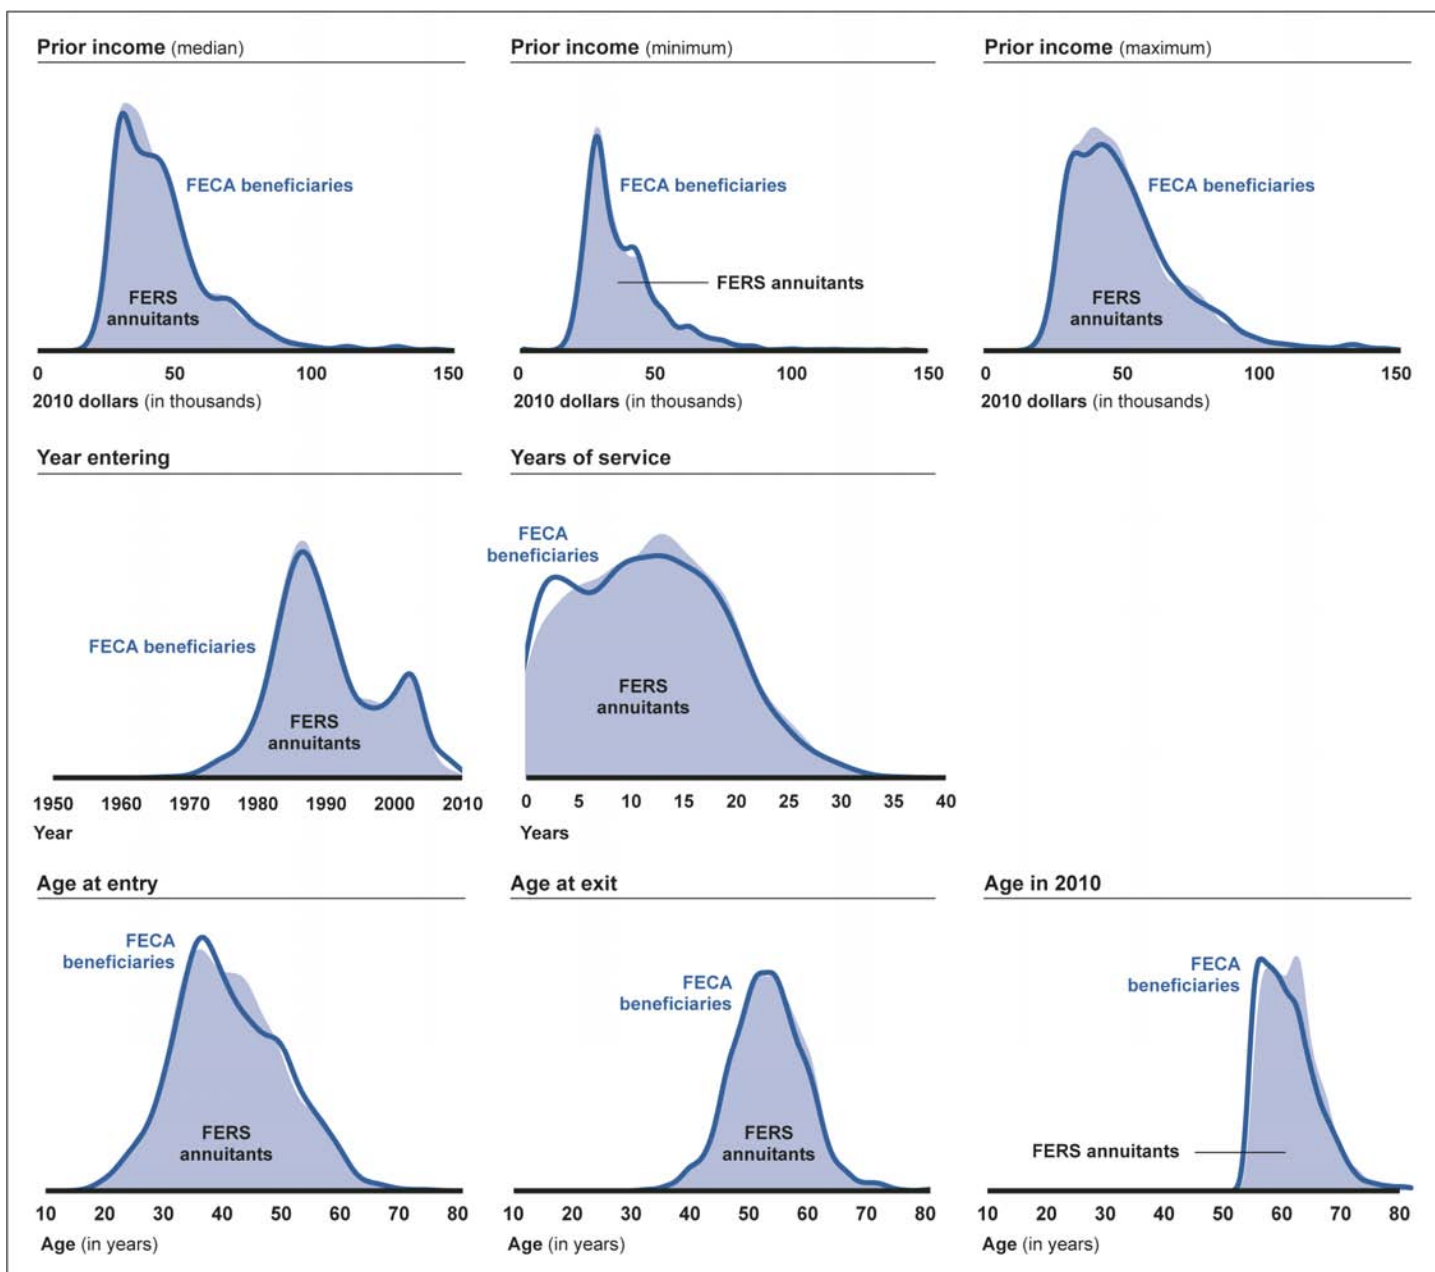 Prior income (median)
FECA beneficiaries
FERS
annuitants
0 50 100 150
2010 dollars (in thousands)
Prior income (minimum)
FECA beneficiaries
FERS annuitants
0 50 100 150
2010 dollars (in thousands)
Prior income (maximum)
FECA beneficiaries
FERS
annuitants
0 50 100 150
2010 dollars (in thousands)
Year entering
FECA beneficiaries
FERS
annuitants
1950 1960 1970 1980 1990 2000 2010
Year
Years of service
FECA
beneficiaries
FERS
annuitants
0 5 10 15 20 25 30 35 40
Years
Age at entry
FECA
beneficiaries
FERS
annuitants
10 20 30 40 50 60 70 80
Age (in years)
Age at exit
FECA
beneficiaries
FERS
annuitants
10 20 30 40 50 60 70 80
Age (in years)
Age in 2010
FECA
beneficiaries
FERS annuitants
10 20 30 40 50 60 70 80
Age (in years)